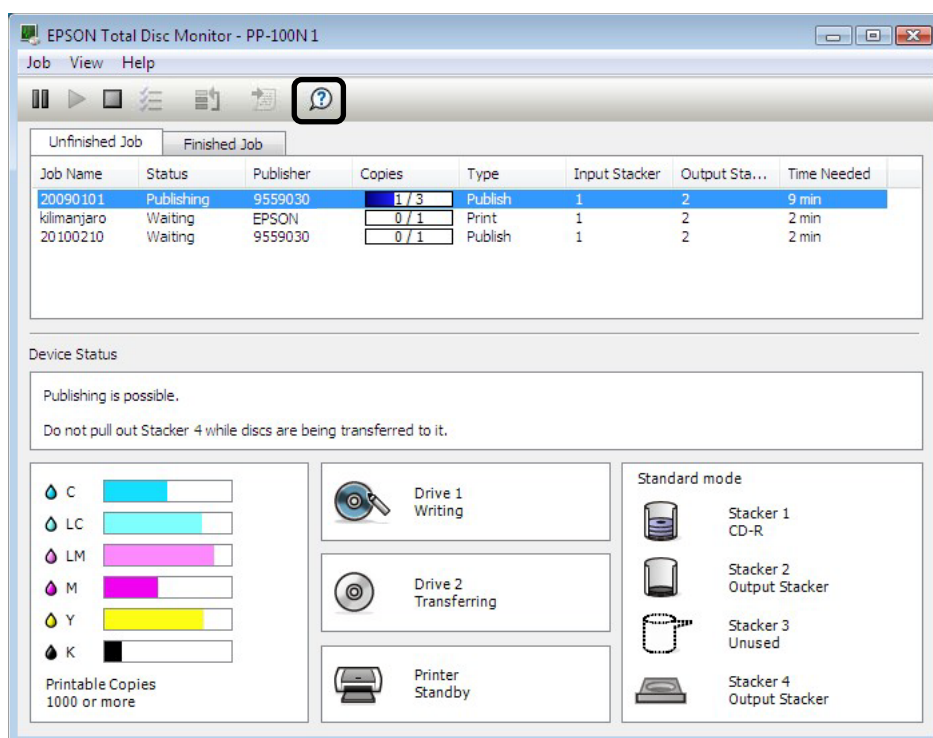 EPSON Total Disc Monitor - PP-100N 1
Job View Help
?
Unfinished Job Finished Job
Job Name Status Publisher Copies Type Input Stacker Output Sta... Time Needed
20090101 Publishing 9559030 1 / 3 Publish 1 2 9 min
kilimanjaro Waiting EPSON 0 / 1 Print 1 2 2 min
20100210 Waiting 9559030 0 / 1 Publish 1 2 2 min
Device Status
Publishing is possible.
Do not pull out Stacker 4 while discs are being transferred to it.
C
LC
LM
M
Y
K
Printable Copies
1000 or more
Drive 1
Writing
Drive 2
Transferring
Printer
Standby
Standard mode
Stacker 1
CD-R
Stacker 2
Output Stacker
Stacker 3
Unused
Stacker 4
Output Stacker